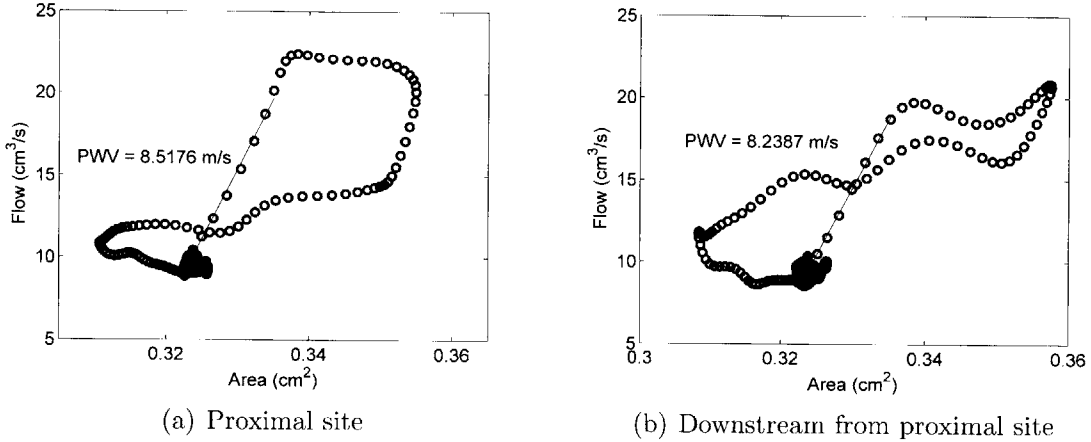 25
20
15
10
5
Flow (cm³/s)
PWV = 8.5176 m/s
0.32
0.34
0.36
Area (cm²)
(a) Proximal site
25
20
15
10
5
Flow (cm³/s)
PWV = 8.2387 m/s
0.3
0.32
0.34
0.36
Area (cm²)
(b) Downstream from proximal site